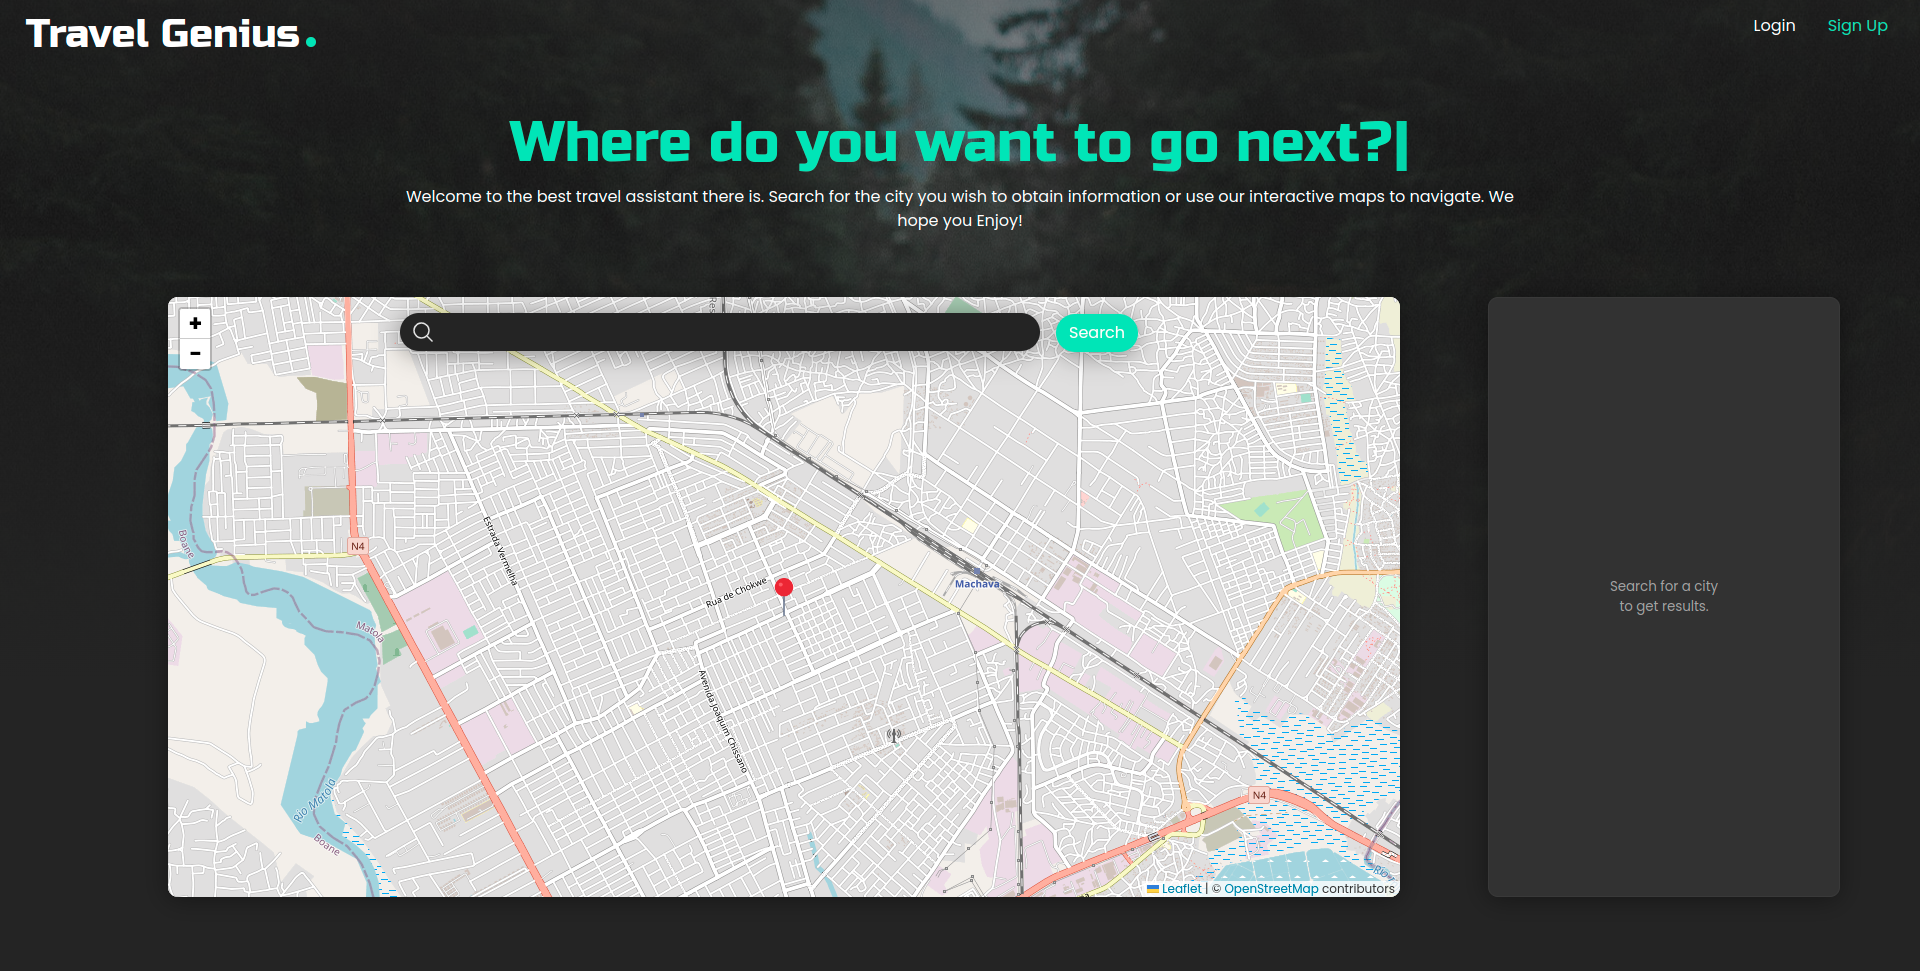 Travel Genius.
Login
Sign Up
Where do you want to go next?|
Welcome to the best travel assistant there is. Search for the city you wish to obtain information or use our interactive maps to navigate. We
hope you Enjoy!
+
-
Search
N4
Boane
Estrada Vermelha
Rua de Chokwe
Machava
Matola
Avenida Joaquim Chissano
Rio Matola
Boane
N4
Search for a city
to get results.
Leaflet | © OpenStreetMap contributors